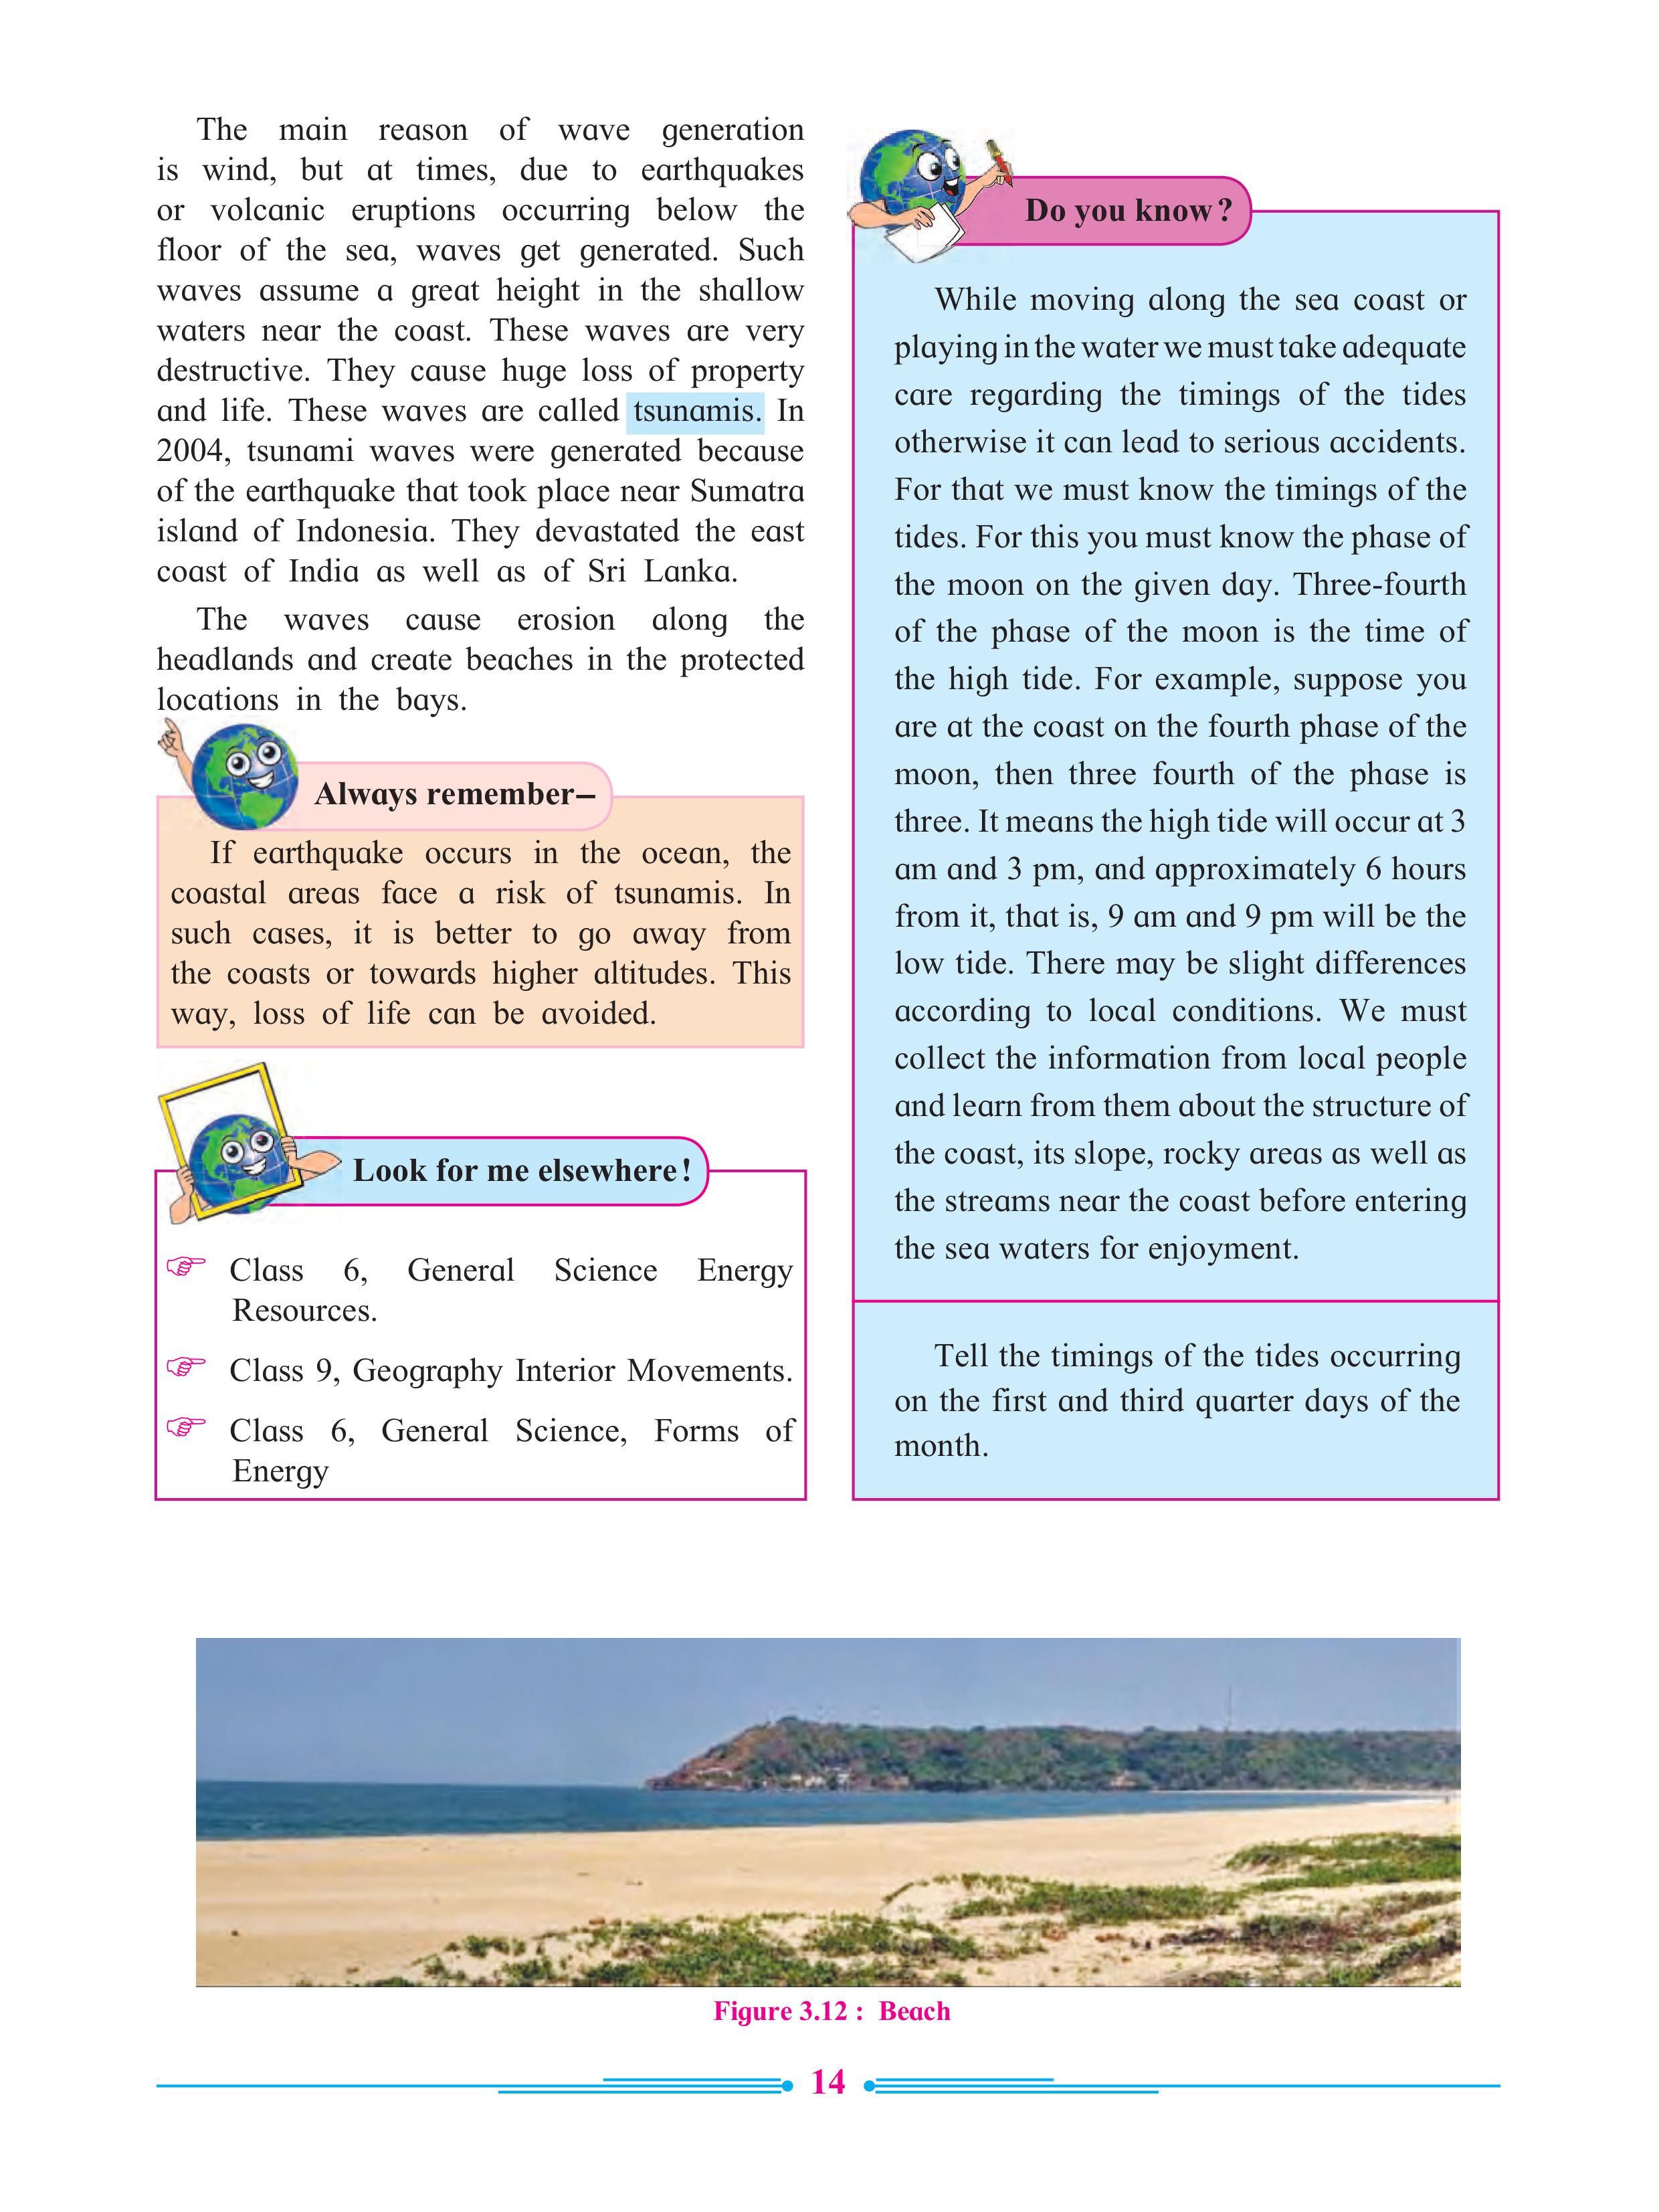 The main reason of wave generation
is wind, but at times, due to earthquakes
or volcanic eruptions occurring below the
floor of the sea, waves get generated. Such
waves assume a great height in the shallow
waters near the coast. These waves are very
destructive. They cause huge loss of property
and life. These waves are called tsunamis. In
2004, tsunami waves were generated because
of the earthquake that took place near Sumatra
island of Indonesia. They devastated the east
coast of India as well as of Sri Lanka.
The waves cause erosion along the
headlands and create beaches in the protected
locations in the bays.
Always remember–
If earthquake occurs in the ocean, the
coastal areas face a risk of tsunamis. In
such cases, it is better to go away from
the coasts or towards higher altitudes. This
way, loss of life can be avoided.
Look for me elsewhere!
☞ Class 6, General Science Energy
Resources.
☞ Class 9, Geography Interior Movements.
☞ Class 6, General Science, Forms of
Energy
Do you know?
While moving along the sea coast or
playing in the water we must take adequate
care regarding the timings of the tides
otherwise it can lead to serious accidents.
For that we must know the timings of the
tides. For this you must know the phase of
the moon on the given day. Three-fourth
of the phase of the moon is the time of
the high tide. For example, suppose you
are at the coast on the fourth phase of the
moon, then three fourth of the phase is
three. It means the high tide will occur at 3
am and 3 pm, and approximately 6 hours
from it, that is, 9 am and 9 pm will be the
low tide. There may be slight differences
according to local conditions. We must
collect the information from local people
and learn from them about the structure of
the coast, its slope, rocky areas as well as
the streams near the coast before entering
the sea waters for enjoyment.
Tell the timings of the tides occurring
on the first and third quarter days of the
month.
Figure 3.12 : Beach
14